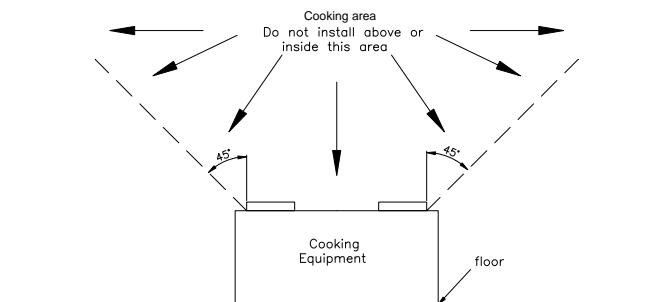 Cooking area
Do not install above or
inside this area
45°
45°
Cooking
Equipment
floor